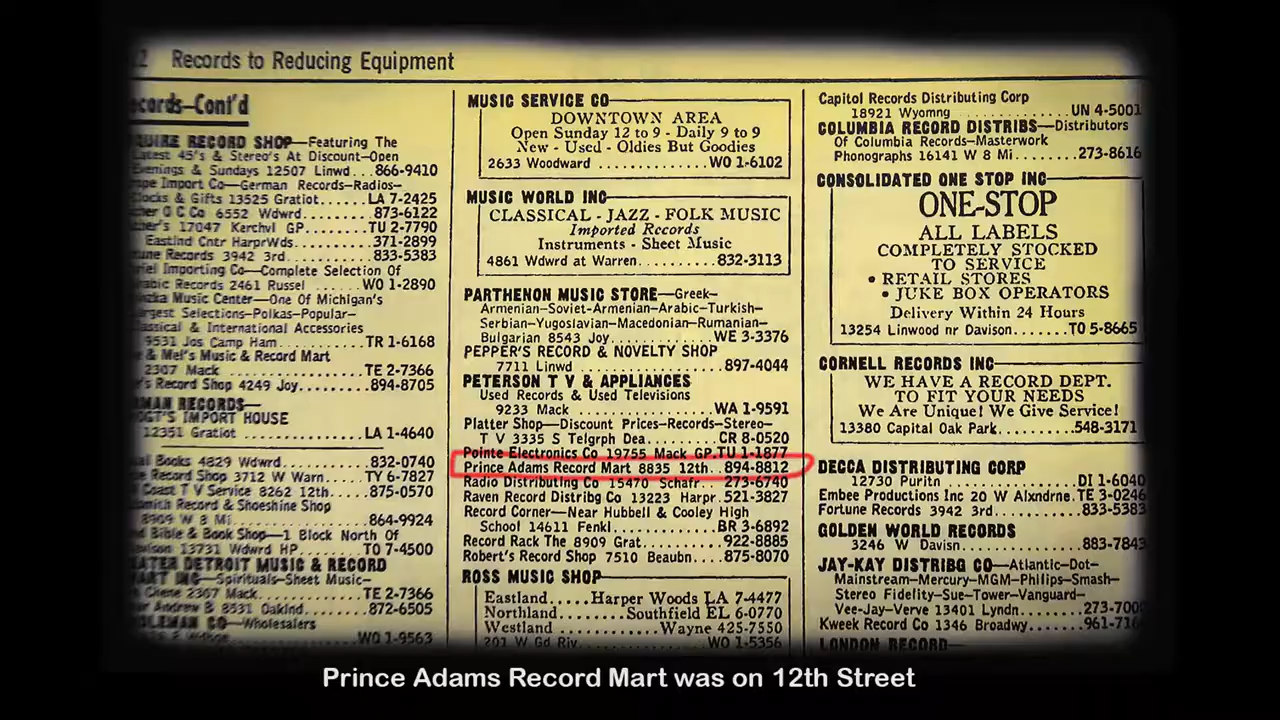 Records to Reducing Equipment
RECORD SHOP—Featuring The
45's & Stereo's At Discount—Open
& Sundays 12507 Linwd...866-9410
Import Co—German Records—Radios—
& Gifts 13525 Gratiot......LA 7-2425
O C Co 6552 Wdwrd........873-6122
17047 Kerchvl GP........TU 2-7790
Eastlnd Cntr HarprWds.......371-2899
Records 3942 3rd...........833-5383
Importing Co—Complete Selection Of
Records 2461 Russel.....WO 1-2890
Music Center—One Of Michigan's
Selections—Polkas—Popular—
& International Accessories
9531 Jos Camp Ham.........TR 1-6168
& Mel's Music & Record Mart
2307 Mack.............TE 2-7366
Record Shop 4249 Joy.......894-8705
RECORDS—
IMPORT HOUSE
12351 Gratiot..............LA 1-4640
Books 4829 Wdwrd.........832-0740
Record Shop 3712 W Warren...TY 6-7827
Coast T V Service 8262 12th.....875-0570
Record & Shoeshine Shop
8909 W 8 Mi..............864-9924
Bible & Book Shop—1 Block North Of
13731 Wdwrd HP......TO 7-4500
DETROIT MUSIC & RECORD
INC—Spirituals—Sheet Music—
2307 Mack............TE 2-7366
Andrew B 8531 Oaklnd......872-6505
CO—Wholesalers
WO 1-9563
MUSIC SERVICE CO
DOWNTOWN AREA
Open Sunday 12 to 9 - Daily 9 to 9
New - Used - Oldies But Goodies
2633 Woodward..........WO 1-6102
MUSIC WORLD INC
CLASSICAL - JAZZ - FOLK MUSIC
Imported Records
Instruments - Sheet Music
4861 Wdwrd at Warren..........832-3113
PARTHENON MUSIC STORE—Greek—
Armenian—Soviet—Armenian—Arabic—Turkish—
Serbian—Yugoslavian—Macedonian—Rumanian—
Bulgarian 8543 Joy..........WE 3-3376
PEPPER'S RECORD & NOVELTY SHOP
7711 Linwd...............897-4044
PETERSON T V & APPLIANCES
Used Records & Used Televisions
9233 Mack...............WA 1-9591
Platter Shop—Discount Prices—Records—Stereo—
T V 3335 S Telgrph Dea.........CR 8-0520
Pointe Electronics Co 19755 Mack GP.TU 1-1877
Prince Adams Record Mart 8835 12th..894-8812
Radio Distributing Co 15470 Schafr...273-6740
Raven Record Distribg Co 13223 Harpr.521-3827
Record Corner—Near Hubbell & Cooley High
School 14611 Fenkl..........BR 3-6892
Record Rack The 8909 Grat........922-8885
Robert's Record Shop 7510 Beaubn...875-8070
ROSS MUSIC SHOP
Eastland.....Harper Woods LA 7-4477
Northland......Southfield EL 6-0770
Westland............Wayne 425-7550
201 W Gd Riv.............WO 1-5356
Capitol Records Distributing Corp
18921 Wyomng.............UN 4-5001
COLUMBIA RECORD DISTRIBS—Distributors
Of Columbia Records—Masterwork
Phonographs 16141 W 8 Mi........273-8616
CONSOLIDATED ONE STOP INC
ONE-STOP
ALL LABELS
COMPLETELY STOCKED
TO SERVICE
• RETAIL STORES
• JUKE BOX OPERATORS
Delivery Within 24 Hours
13254 Linwood nr Davison.......TO 5-8665
CORNELL RECORDS INC
WE HAVE A RECORD DEPT.
TO FIT YOUR NEEDS
We Are Unique! We Give Service!
13380 Capital Oak Park.......548-3171
DECCA DISTRIBUTING CORP
12730 Puritn.............DI 1-6040
Embee Productions Inc 20 W Alxndrne.TE 3-0246
Fortune Records 3942 3rd.........833-5383
GOLDEN WORLD RECORDS
3246 W Davisn.............883-7843
JAY-KAY DISTRIBG CO—Atlantic—Dot—
Mainstream—Mercury—MGM—Philips—Smash—
Stereo Fidelity—Sue—Tower—Vanguard—
Vee-Jay—Verve 13401 Lyndn......273-700
Kweek Record Co 1346 Broadwy.....961-
LONDON RECORD
Prince Adams Record Mart was on 12th Street